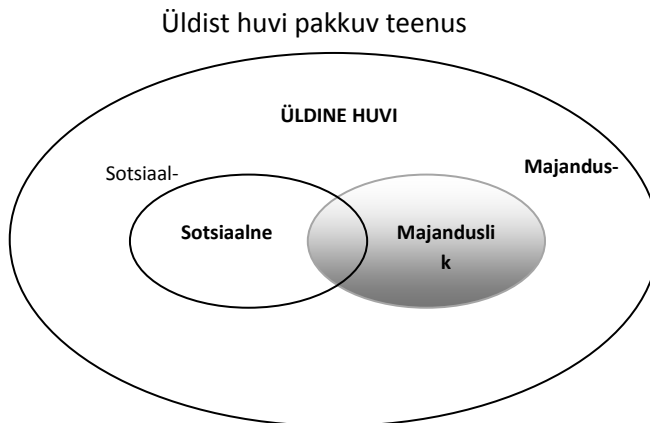 Üldist huvi pakkuv teenus
ÜLDINE HUVI
Sotsiaal-
Majandus-
Sotsiaalne
Majandusli
k